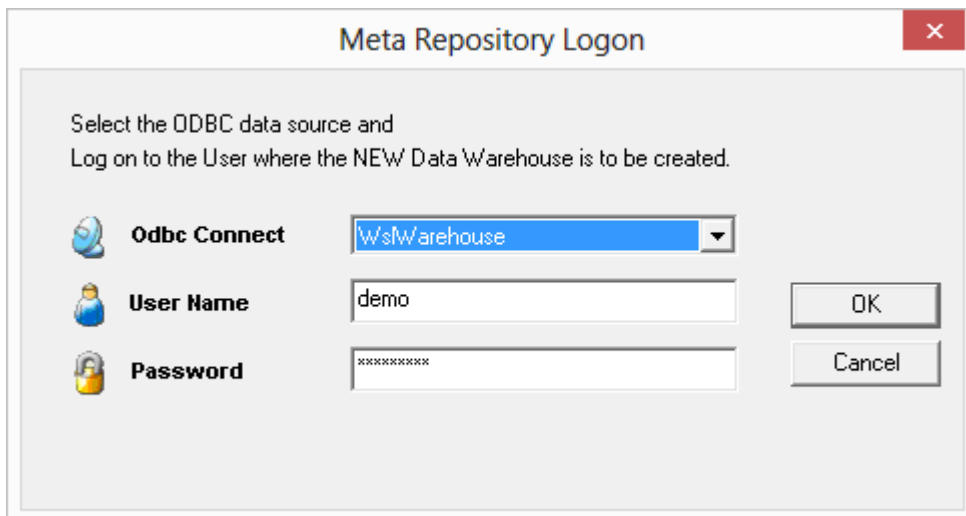 Meta Repository Logon
Select the ODBC data source and
Log on to the User where the NEW Data Warehouse is to be created.
Odbc Connect
WslWarehouse
User Name
demo
OK
Password
*********
Cancel